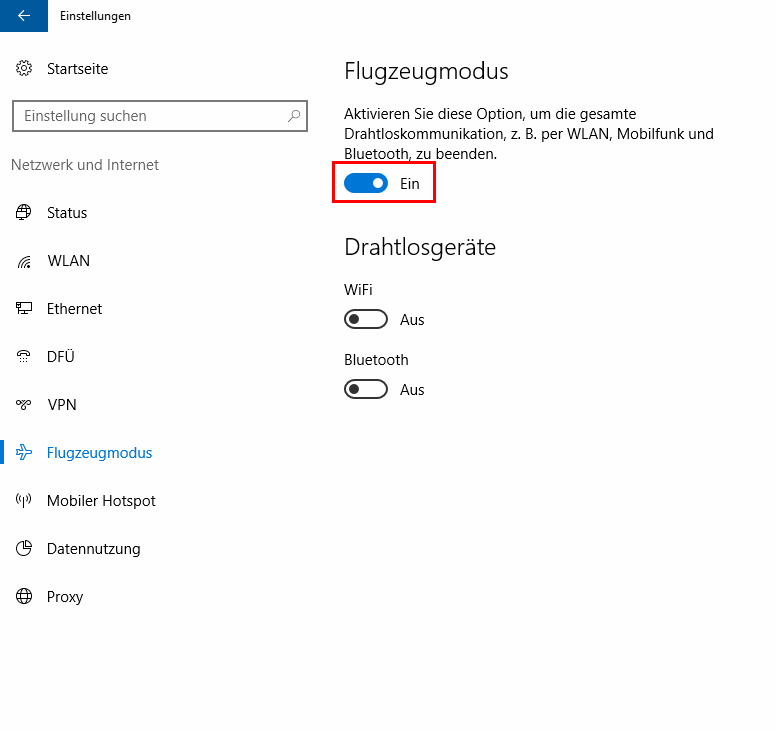 Einstellungen
Startseite
Einstellung suchen
Netzwerk und Internet
Status
WLAN
Ethernet
DFÜ
VPN
Flugzeugmodus
Mobiler Hotspot
Datennutzung
Proxy
Flugzeugmodus
Aktivieren Sie diese Option, um die gesamte
Drahtloskommunikation, z. B. per WLAN, Mobilfunk und
Bluetooth, zu beenden.
Ein
Drahtlosgeräte
WiFi
Aus
Bluetooth
Aus